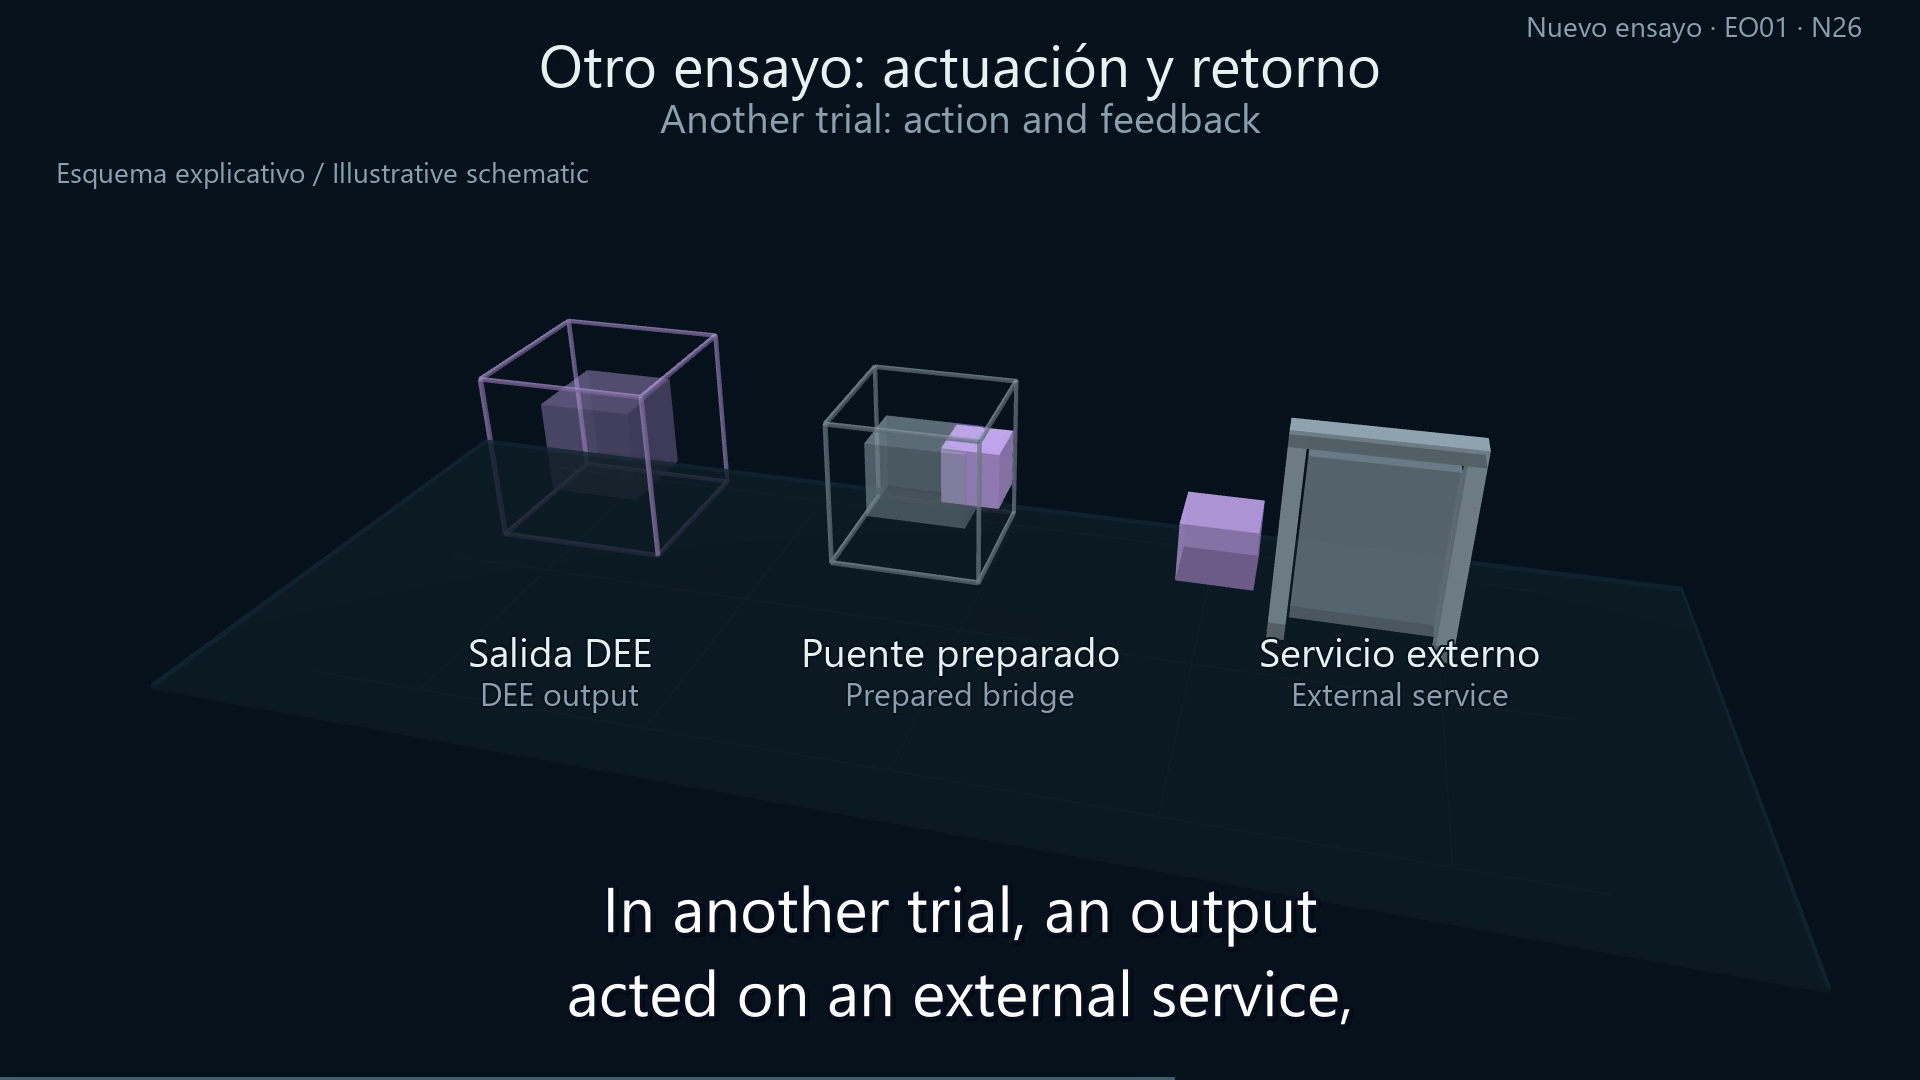 Nuevo ensayo · EO01 · N26
Otro ensayo: actuación y retorno
Another trial: action and feedback
Esquema explicativo / Illustrative schematic
Salida DEE
DEE output
Puente preparado
Prepared bridge
Servicio externo
External service
In another trial, an output
acted on an external service,